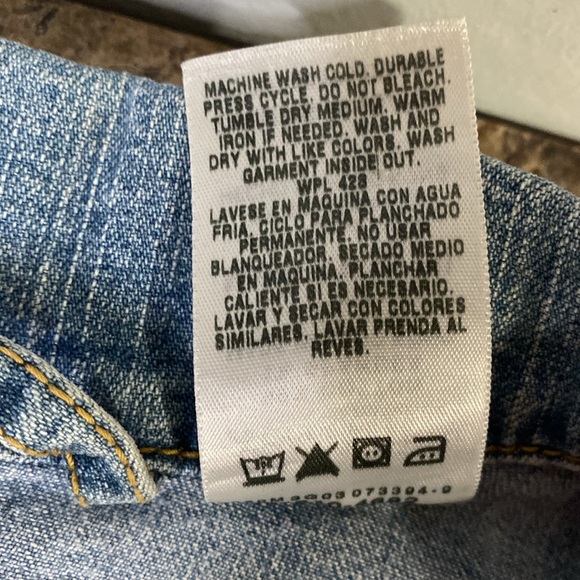 MACHINE WASH COLD. DURABLE
PRESS CYCLE. DO NOT BLEACH.
TUMBLE DRY MEDIUM. WARM
IRON IF NEEDED. WASH AND
DRY WITH LIKE COLORS. WASH
GARMENT INSIDE OUT.
WPL 423
LAVESE EN MAQUINA CON AGUA
FRIA. CICLO PARA PLANCHADO
PERMANENTE. NO USAR
BLANQUEADOR. SECADO MEDIO
EN MAQUINA. PLANCHAR
CALIENTE SI ES NECESARIO.
LAVAR Y SECAR CON COLORES
SIMILARES. LAVAR PRENDA AL
REVES.
073394-9